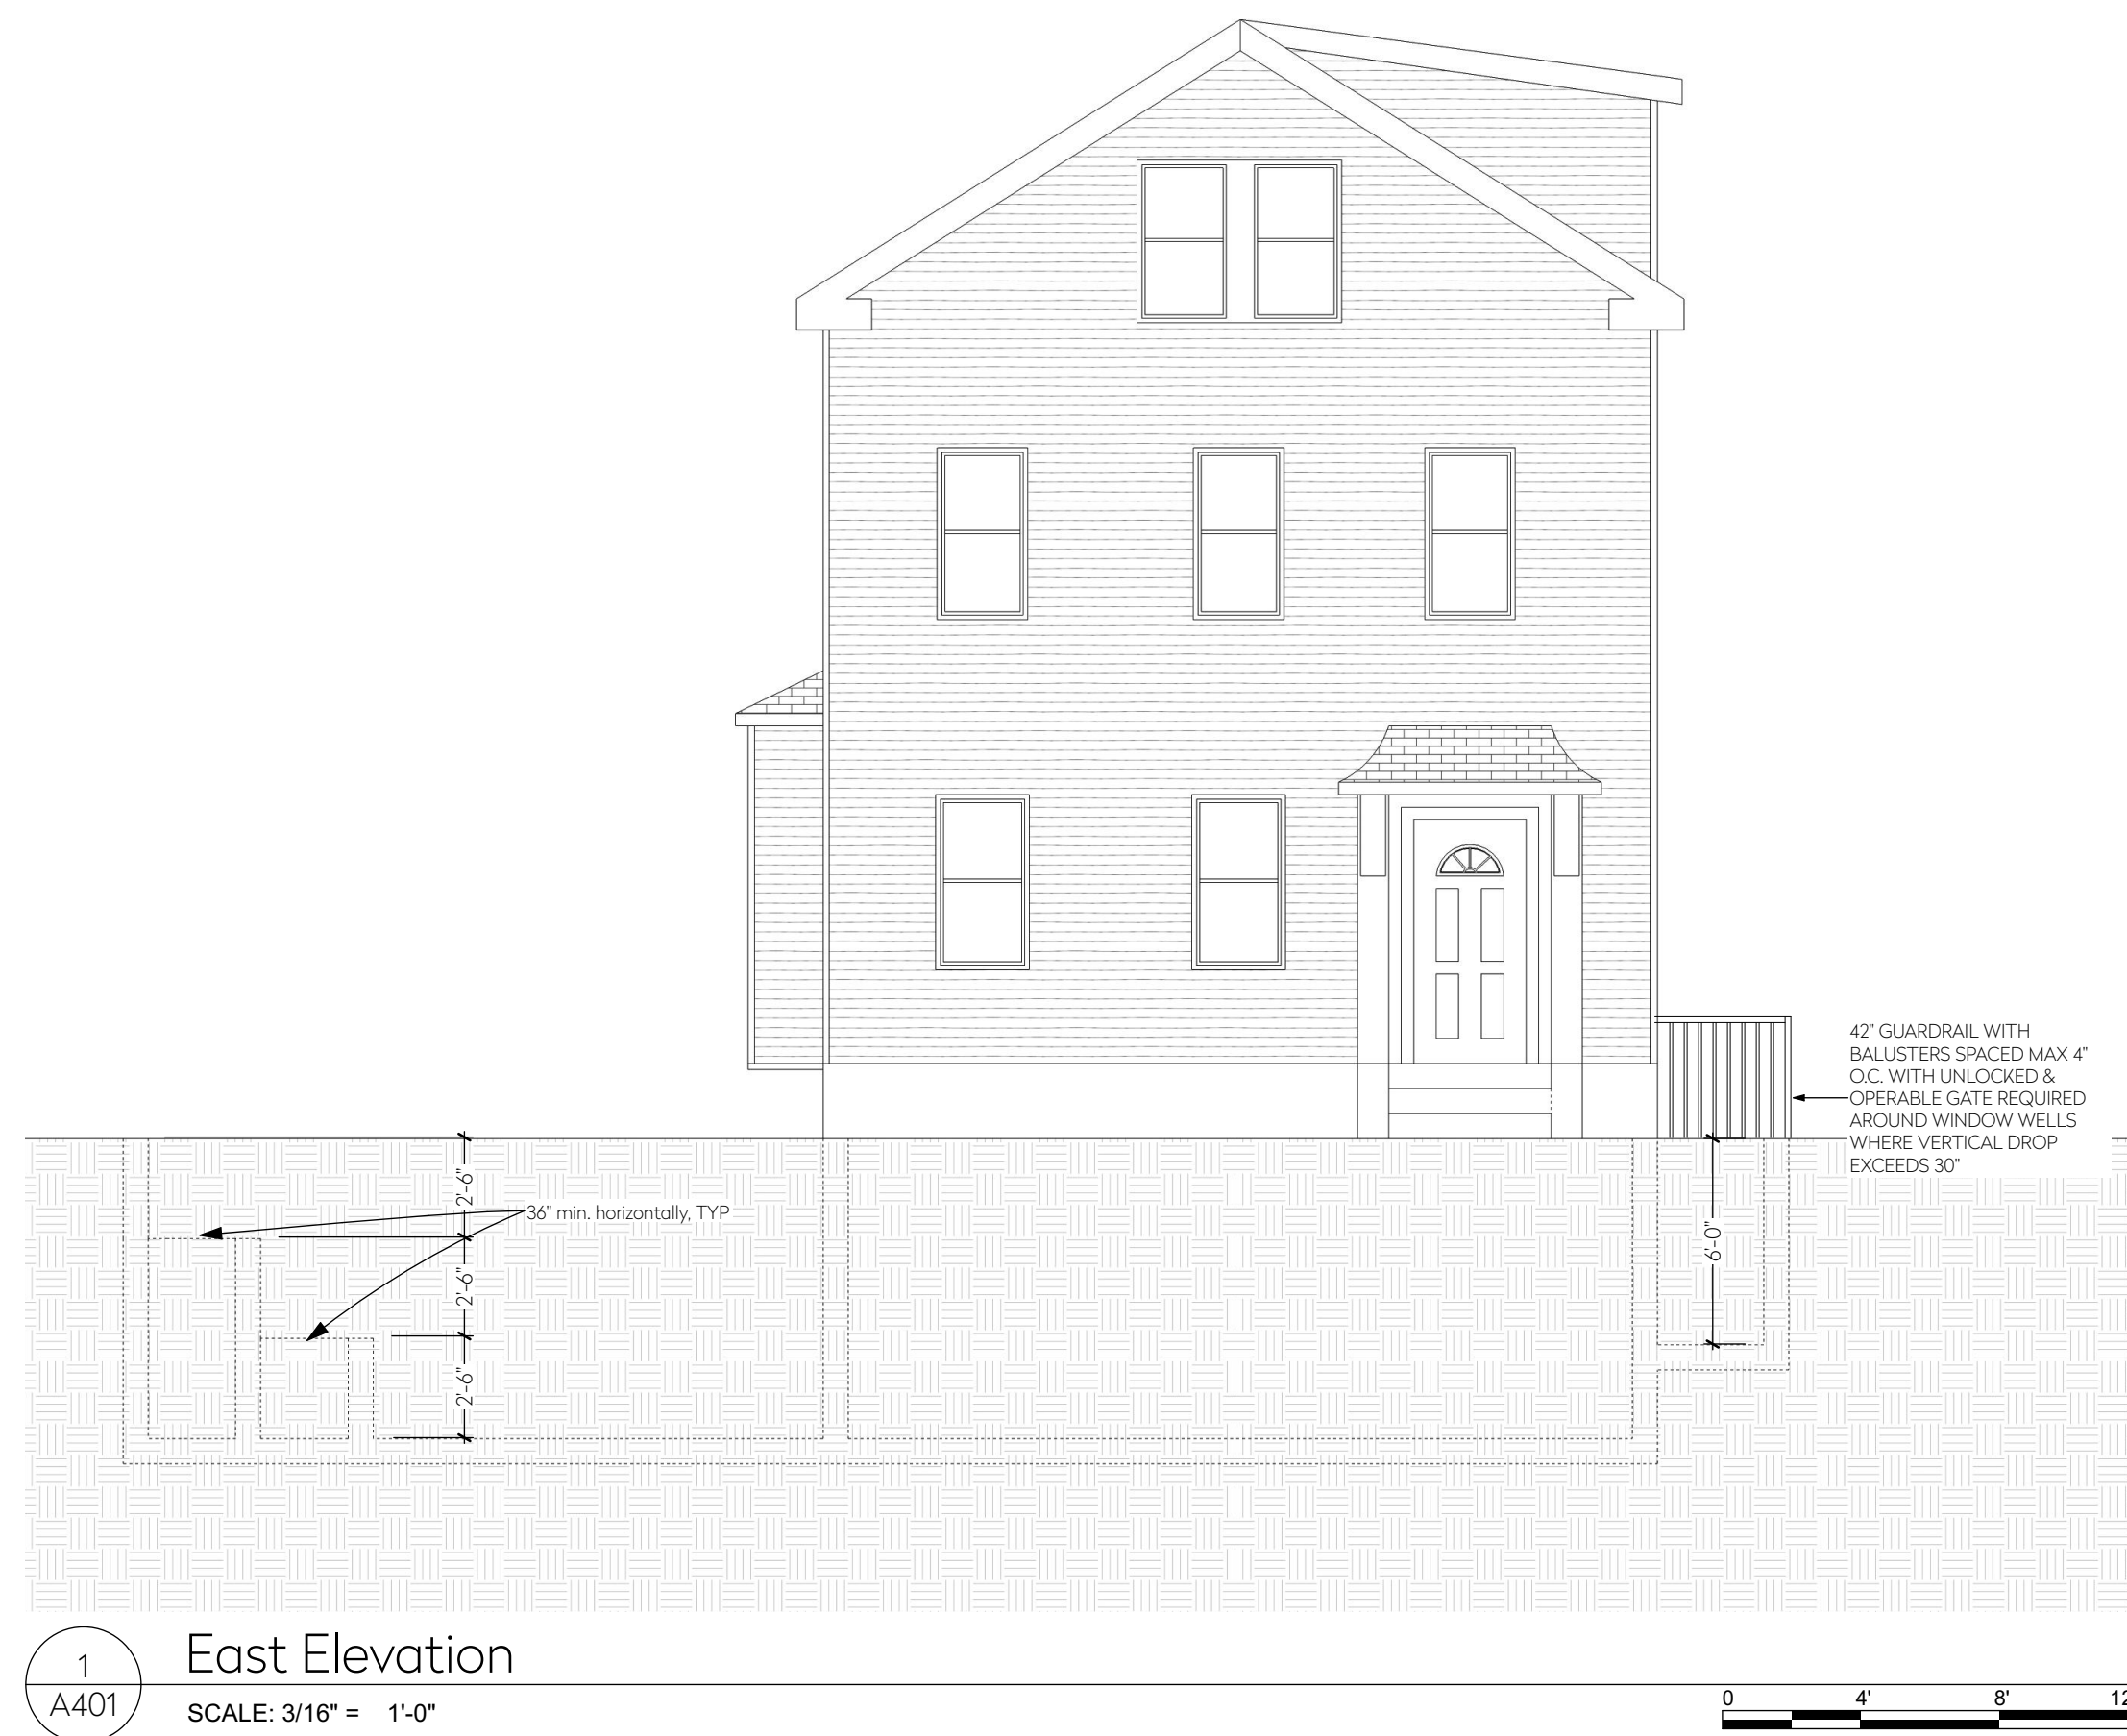 42" GUARDRAIL WITH
BALUSTERS SPACED MAX 4"
O.C. WITH UNLOCKED &
OPERABLE GATE REQUIRED
AROUND WINDOW WELLS
WHERE VERTICAL DROP
EXCEEDS 30"
2'-6"
36" min. horizontally, TYP
2'-6"
2'-6"
6'-0"
1
A401
East Elevation
SCALE: 3/16" = 1'-0"
0 4' 8' 12